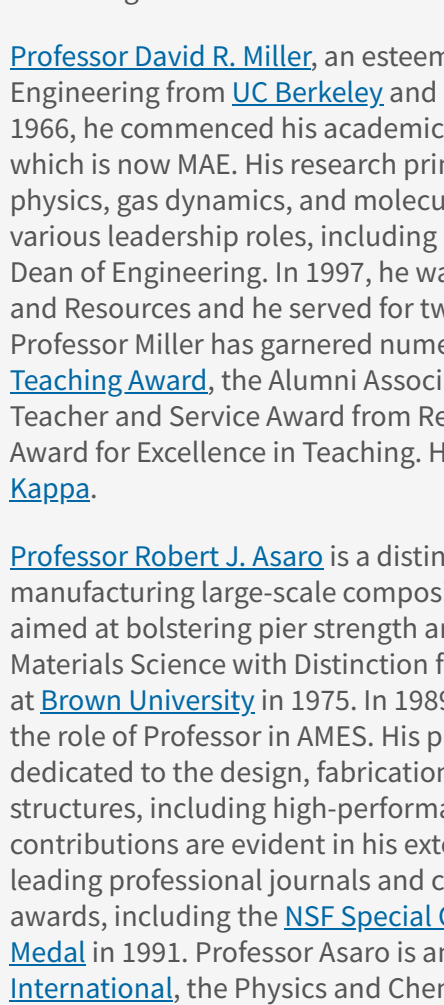 Professor David R. Miller, an esteem
Engineering from UC Berkeley and
1966, he commenced his academic
which is now MAE. His research prin
physics, gas dynamics, and molecu
various leadership roles, including
Dean of Engineering. In 1997, he wa
and Resources and he served for tw
Professor Miller has garnered nume
Teaching Award, the Alumni Associ
Teacher and Service Award from Re
Award for Excellence in Teaching. H
Kappa.
Professor Robert J. Asaro is a distin
manufacturing large-scale compos
aimed at bolstering pier strength a
Materials Science with Distinction f
at Brown University in 1975. In 1989
the role of Professor in AMES. His p
dedicated to the design, fabrication
structures, including high-performa
contributions are evident in his exte
leading professional journals and c
awards, including the NSF Special C
Medal in 1991. Professor Asaro is an
International, the Physics and Chem